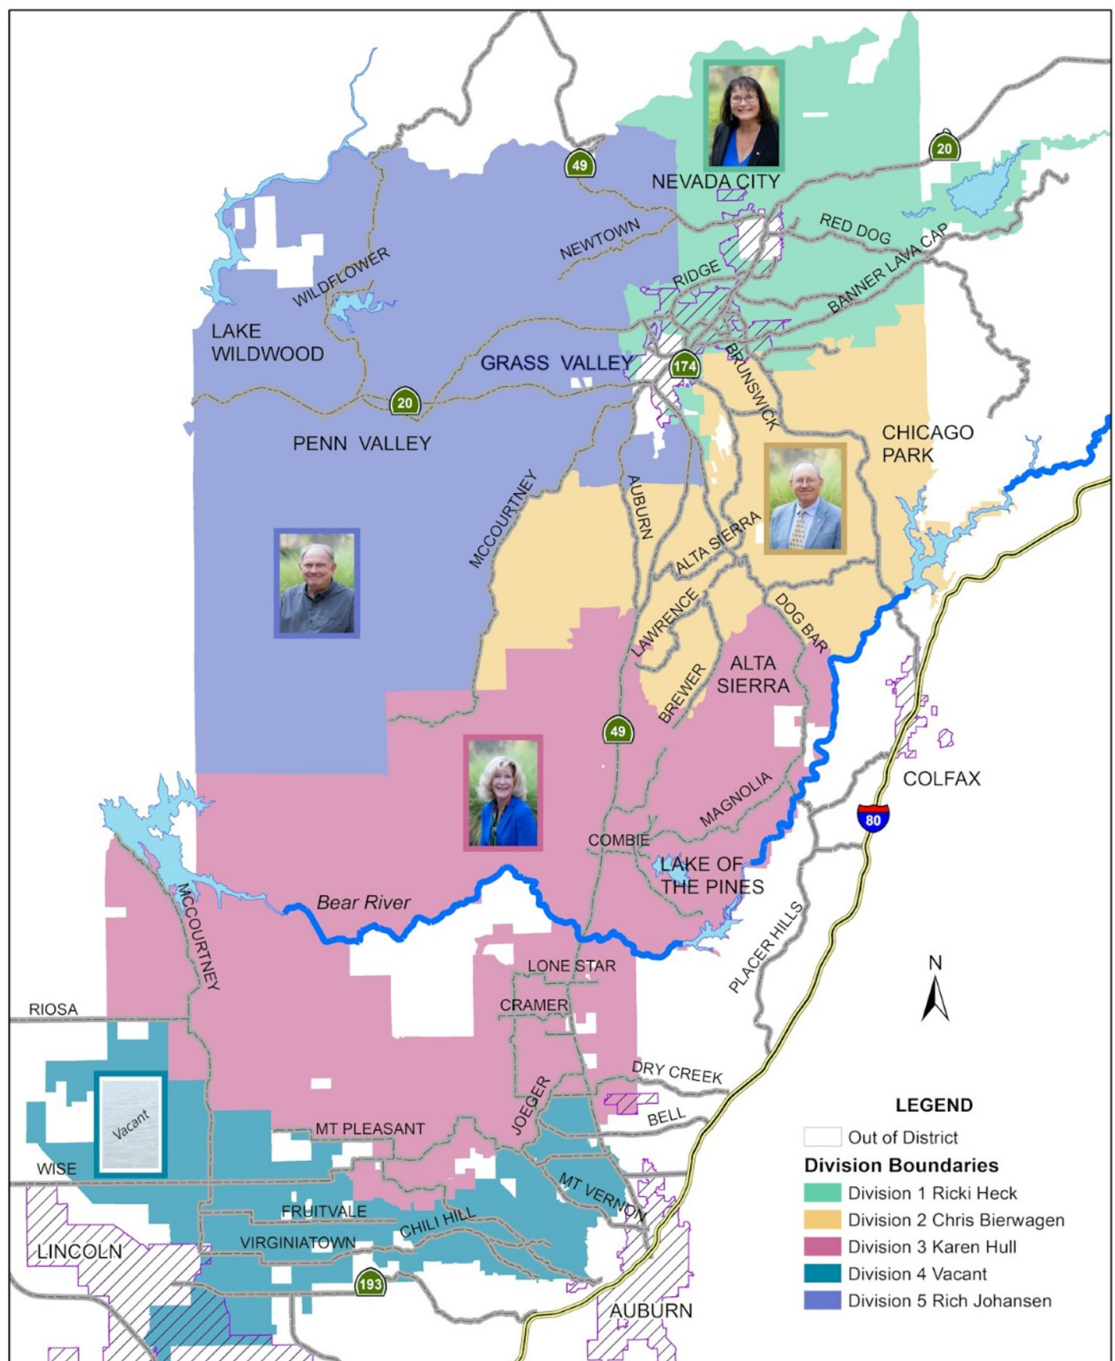 49
20
NEVADA CITY
NEWTOWN
RED DOG
RIDGE
BANNER LAVA CAP
WILDFLOWER
LAKE
WILDWOOD
GRASS VALLEY
174
BRUNSWICK
20
PENN VALLEY
CHICAGO
PARK
MCCOURTNEY
AUBURN
ALTA SIERRA
LAWRENCE
DOG BAR
BREWER
ALTA
SIERRA
49
COLFAX
MAGNOLIA
80
COMBIE
LAKE OF
THE PINES
Bear River
MCCOURTNEY
PLACER HILLS
LONE STAR
N
CRAMER
RIOSA
DRY CREEK
JOEGER
BELL
Vacant
MT PLEASANT
WISE
MT VERNON
FRUITVALE
CHILI HILL
VIRGINIATOWN
LINCOLN
193
AUBURN
LEGEND
Out of District
Division Boundaries
Division 1 Ricki Heck
Division 2 Chris Bierwagen
Division 3 Karen Hull
Division 4 Vacant
Division 5 Rich Johansen